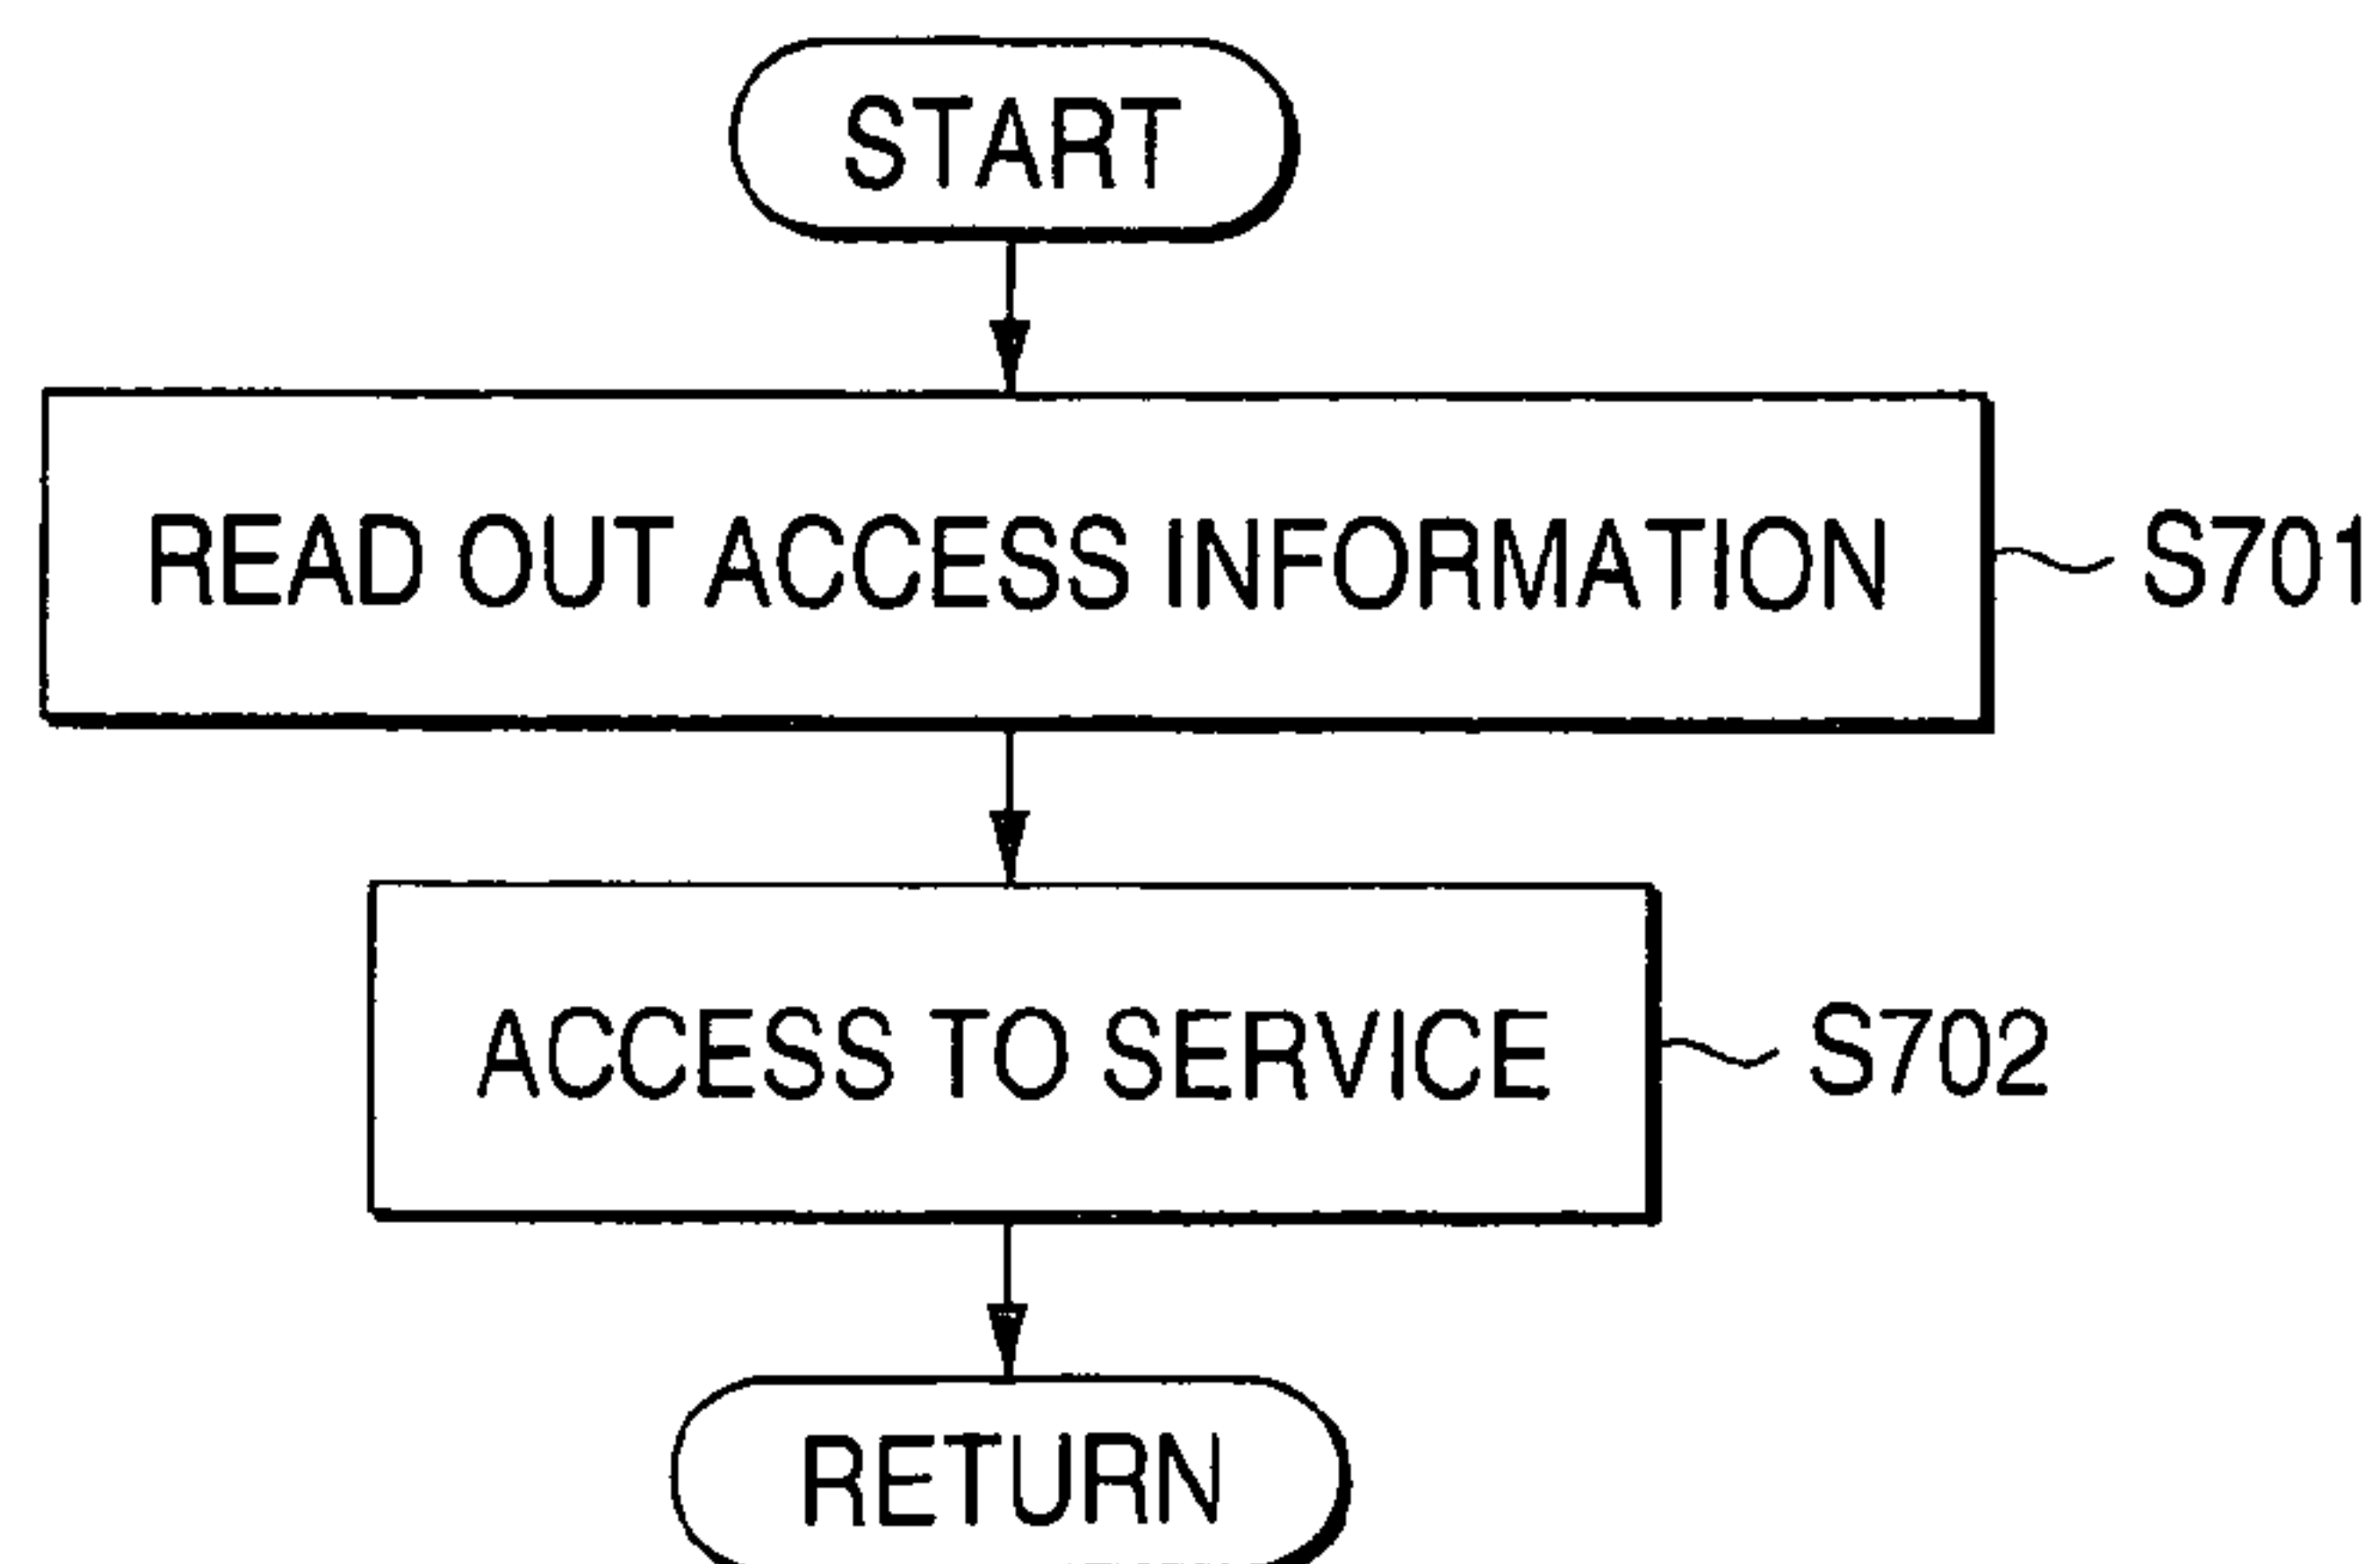 START
READ OUT ACCESS INFORMATION
S701
ACCESS TO SERVICE
S702
RETURN